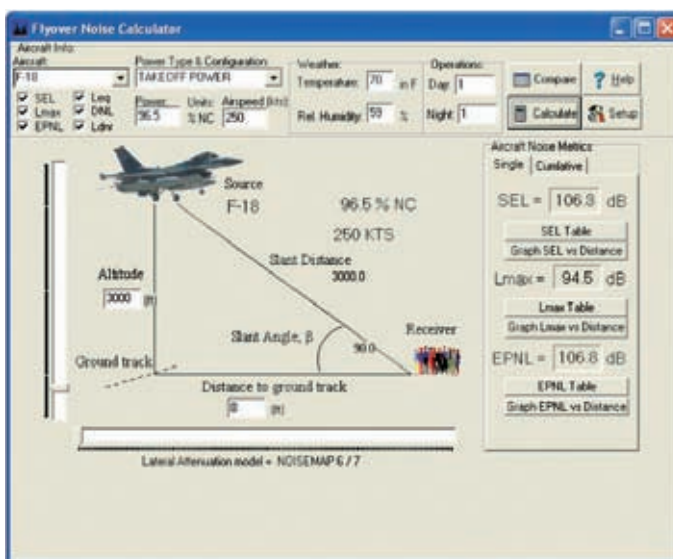 Flyover Noise Calculator
Aircraft Info:
Aircraft:
F-18
SEL Leq
Lmax DNL
EPNL Ldnr
Power Type & Configuration
TAKEOFF POWER
Power Units: Airspeed (kts)
96.5 % NC 250
Weather:
Temperature: 70 in F
Rel. Humidity: 59 %
Operations:
Day: 1
Night: 1
Compare Help
Calculate Setup
Source
F-18 96.5 % NC
250 KTS
Slant Distance
3000.0
Altitude
3000 (ft)
Slant Angle, β
90.0
Receiver
Ground track
Distance to ground track
0 (ft)
Lateral Attenuation model = NOISEMAP 6 / 7
Aircraft Noise Metrics
Single Cumlative
SEL = 106.3 dB
SEL Table
Graph SEL vs Distance
Lmax = 94.5 dB
Lmax Table
Graph Lmax vs Distance
EPNL = 106.8 dB
EPNL Table
Graph EPNL vs Distance